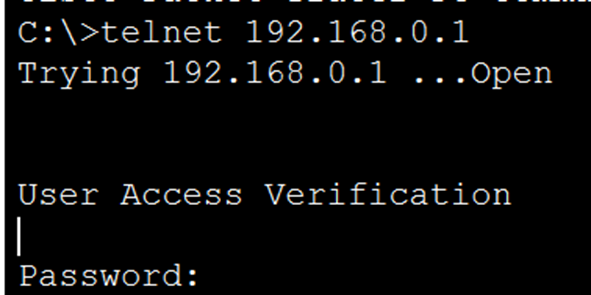 C:\>telnet 192.168.0.1
Trying 192.168.0.1 ...Open
User Access Verification
Password: